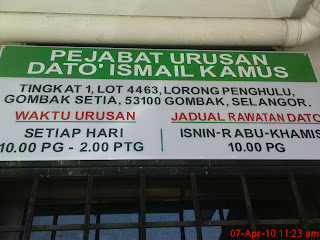 PEJABAT URUSAN
DATO' ISMAIL KAMUS
TINGKAT 1, LOT 4463, LORONG PENGHULU,
GOMBAK SETIA, 53100 GOMBAK, SELANGOR.
WAKTU URUSAN
SETIAP HARI
10.00 PG - 2.00 PTG
JADUAL RAWATAN DATO
ISNIN-RABU-KHAMIS
10.00 PG
07-Apr-10 11:23 am